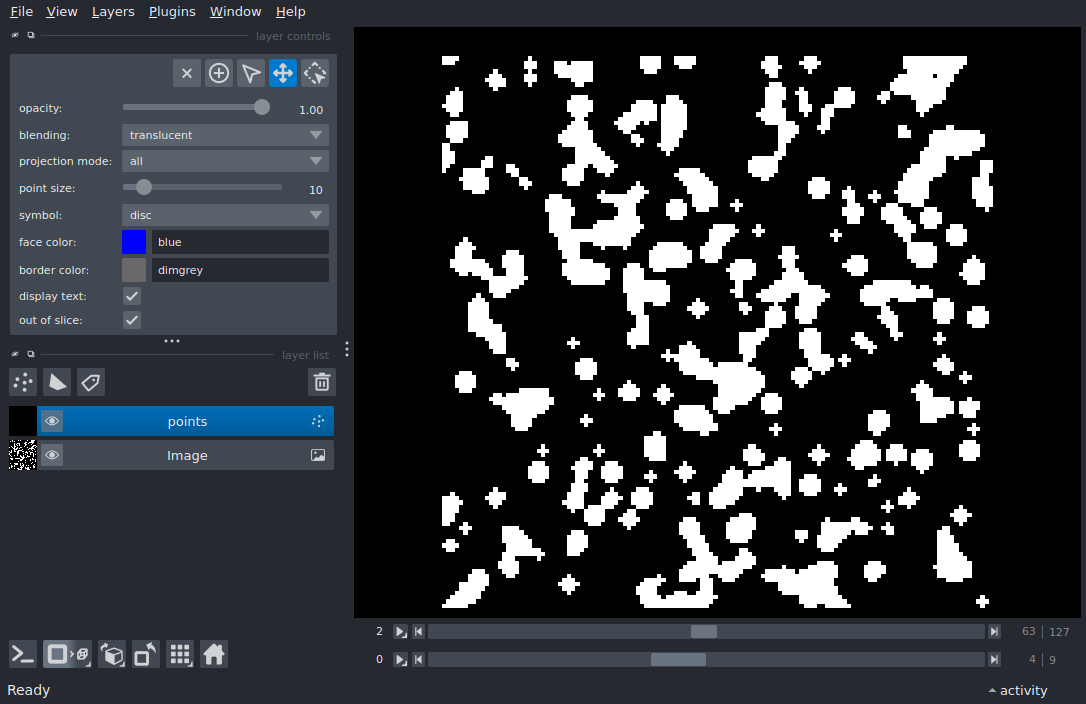 File View Layers Plugins Window Help
layer controls
opacity: 1.00
blending: translucent
projection mode: all
point size: 10
symbol: disc
face color: blue
border color: dimgrey
display text:
out of slice:
layer list
points
Image
2 63 127
0 4 9
Ready activity